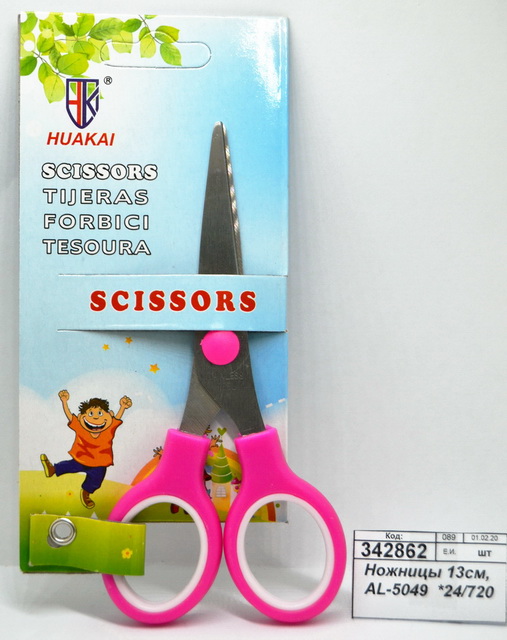 ®
HUAKAI
SCISSORS
TIJERAS
FORBICI
TESOURA
SCISSORS
Код: 089 01.02.20
342862 е.и. шт
Ножницы 13см,
AL-5049 *24/720